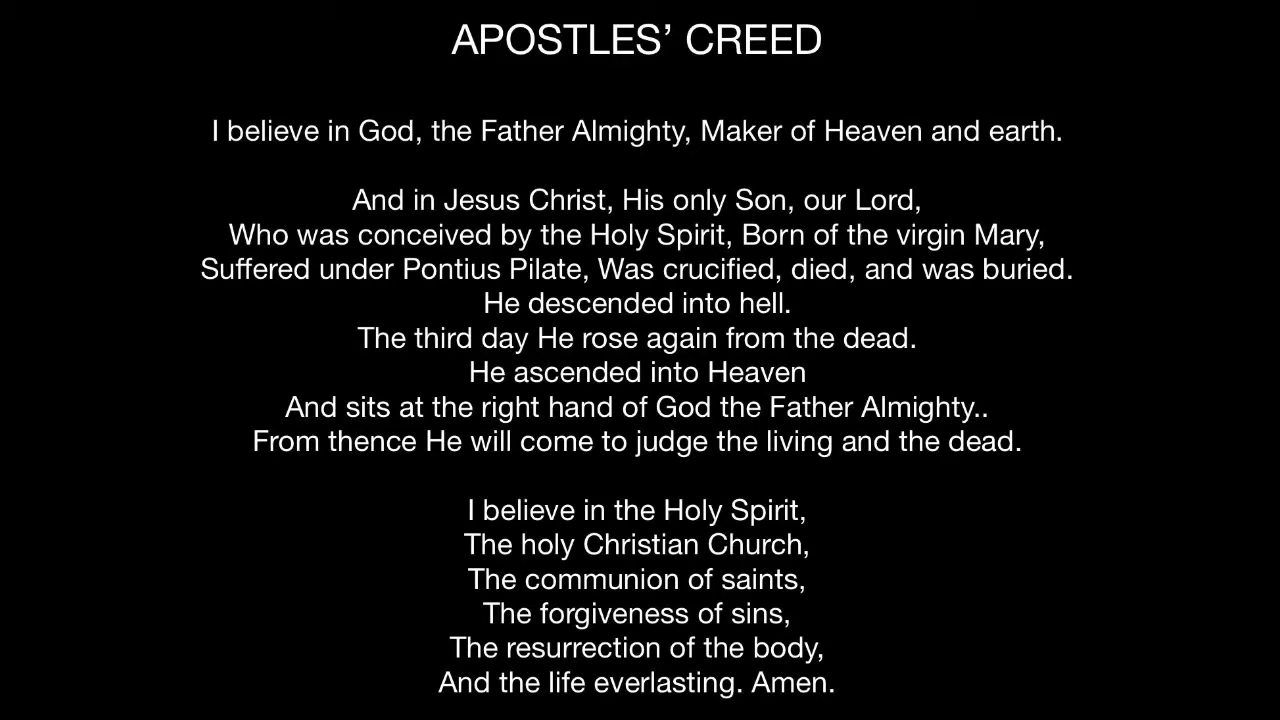 APOSTLES’ CREED
I believe in God, the Father Almighty, Maker of Heaven and earth.
And in Jesus Christ, His only Son, our Lord,
Who was conceived by the Holy Spirit, Born of the virgin Mary,
Suffered under Pontius Pilate, Was crucified, died, and was buried.
He descended into hell.
The third day He rose again from the dead.
He ascended into Heaven
And sits at the right hand of God the Father Almighty..
From thence He will come to judge the living and the dead.
I believe in the Holy Spirit,
The holy Christian Church,
The communion of saints,
The forgiveness of sins,
The resurrection of the body,
And the life everlasting. Amen.